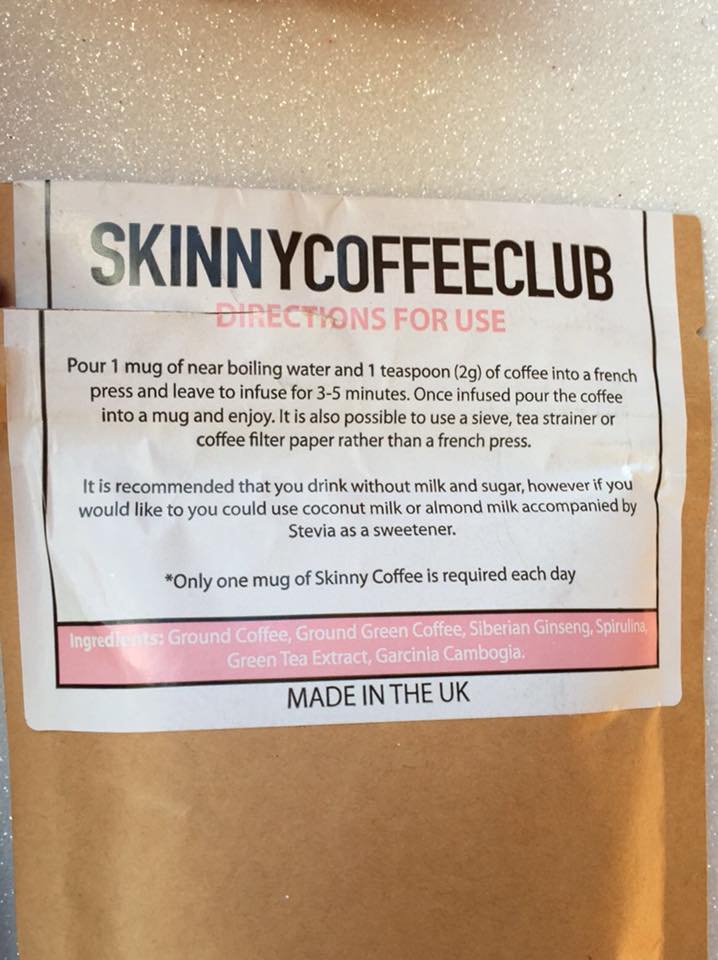 SKINNYCOFFEECLUB
DIRECTIONS FOR USE
Pour 1 mug of near boiling water and 1 teaspoon (2g) of coffee into a french
press and leave to infuse for 3-5 minutes. Once infused pour the coffee
into a mug and enjoy. It is also possible to use a sieve, tea strainer or
coffee filter paper rather than a french press.
It is recommended that you drink without milk and sugar, however if you
would like to you could use coconut milk or almond milk accompanied by
Stevia as a sweetener.
*Only one mug of Skinny Coffee is required each day
Ingredients: Ground Coffee, Ground Green Coffee, Siberian Ginseng, Spirulina,
Green Tea Extract, Garcinia Cambogia.
MADE IN THE UK